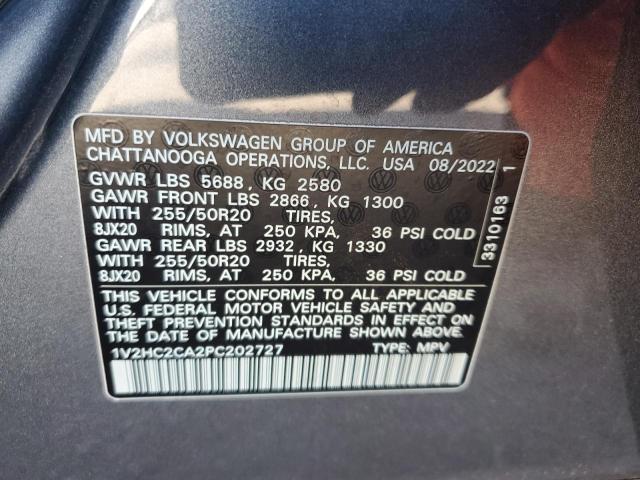 MFD BY VOLKSWAGEN GROUP OF AMERICA
CHATTANOOGA OPERATIONS, LLC. USA 08/2022
GVWR LBS 5688 , KG 2580
GAWR FRONT LBS 2866 , KG 1300
WITH 255/50R20 TIRES,
8JX20 RIMS, AT 250 KPA, 36 PSI COLD
GAWR REAR LBS 2932 , KG 1330
WITH 255/50R20 TIRES,
8JX20 RIMS, AT 250 KPA, 36 PSI COLD
THIS VEHICLE CONFORMS TO ALL APPLICABLE
U.S. FEDERAL MOTOR VEHICLE SAFETY AND
THEFT PREVENTION STANDARDS IN EFFECT ON
THE DATE OF MANUFACTURE SHOWN ABOVE.
1V2HC2CA2PC202727 TYPE: MPV
3310163 1